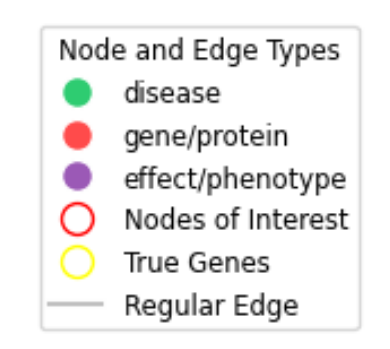 Node and Edge Types
disease
gene/protein
effect/phenotype
Nodes of Interest
True Genes
Regular Edge